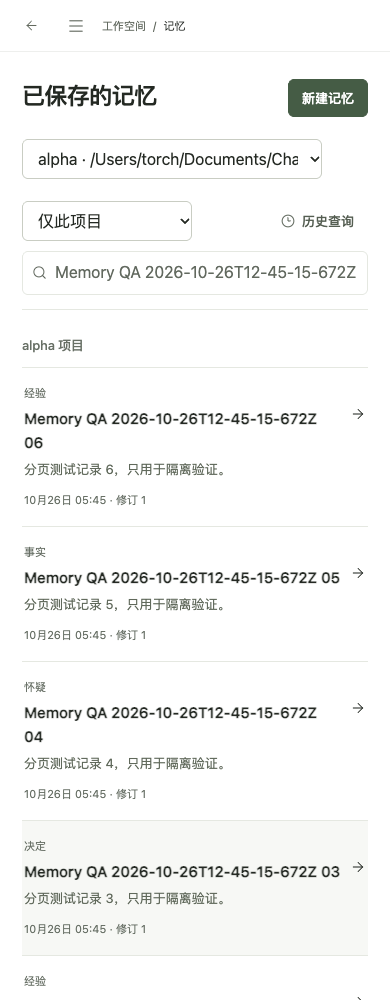 工作空间 / 记忆
已保存的记忆
新建记忆
alpha · /Users/torch/Documents/Cha
仅此项目
历史查询
Memory QA 2026-10-26T12-45-15-672Z
alpha 项目
经验
Memory QA 2026-10-26T12-45-15-672Z
06
分页测试记录 6，只用于隔离验证。
10月26日 05:45 · 修订 1
事实
Memory QA 2026-10-26T12-45-15-672Z 05
分页测试记录 5，只用于隔离验证。
10月26日 05:45 · 修订 1
怀疑
Memory QA 2026-10-26T12-45-15-672Z
04
分页测试记录 4，只用于隔离验证。
10月26日 05:45 · 修订 1
决定
Memory QA 2026-10-26T12-45-15-672Z 03
分页测试记录 3，只用于隔离验证。
10月26日 05:45 · 修订 1
经验